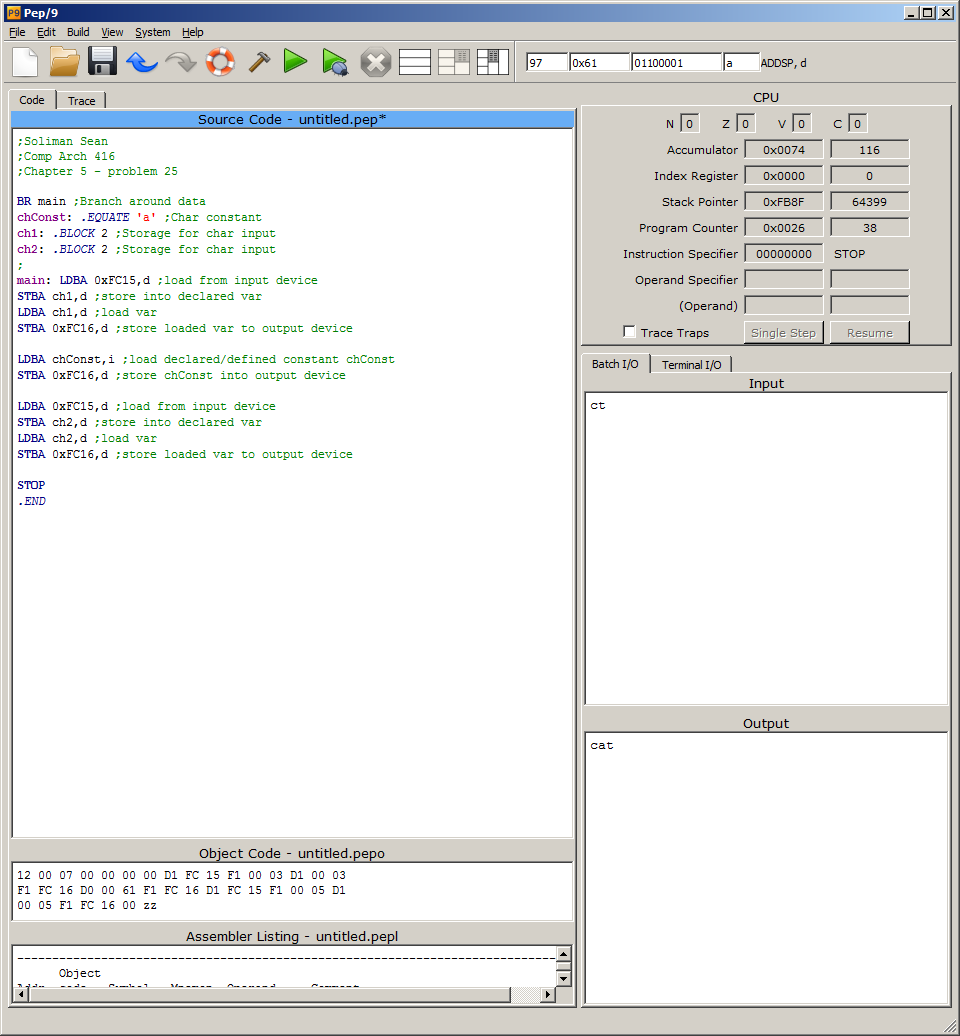 Pep/9
File Edit Build View System Help
97 0x61 01100001 a ADDSP, d
Code Trace
Source Code - untitled.pep*
;Soliman Sean
;Comp Arch 416
;Chapter 5 - problem 25
BR main ;Branch around data
chConst: .EQUATE 'a' ;Char constant
ch1: .BLOCK 2 ;Storage for char input
ch2: .BLOCK 2 ;Storage for char input
;
main: LDBA 0xFC15,d ;load from input device
STBA ch1,d ;store into declared var
LDBA ch1,d ;load var
STBA 0xFC16,d ;store loaded var to output device
LDBA chConst,i ;load declared/defined constant chConst
STBA 0xFC16,d ;store chConst into output device
LDBA 0xFC15,d ;load from input device
STBA ch2,d ;store into declared var
LDBA ch2,d ;load var
STBA 0xFC16,d ;store loaded var to output device
STOP
.END
Object Code - untitled.pepo
12 00 07 00 00 00 00 D1 FC 15 F1 00 03 D1 00 03
F1 FC 16 D0 00 61 F1 FC 16 D1 FC 15 F1 00 05 D1
00 05 F1 FC 16 00 zz
Assembler Listing - untitled.pepl
-------------------------------------------------------------------------------
Object
Addr code Symbol Mnemon Operand Comment
CPU
N 0 Z 0 V 0 C 0
Accumulator 0x0074 116
Index Register 0x0000 0
Stack Pointer 0xFB8F 64399
Program Counter 0x0026 38
Instruction Specifier 00000000 STOP
Operand Specifier
(Operand)
Trace Traps Single Step Resume
Batch I/O Terminal I/O
Input
ct
Output
cat